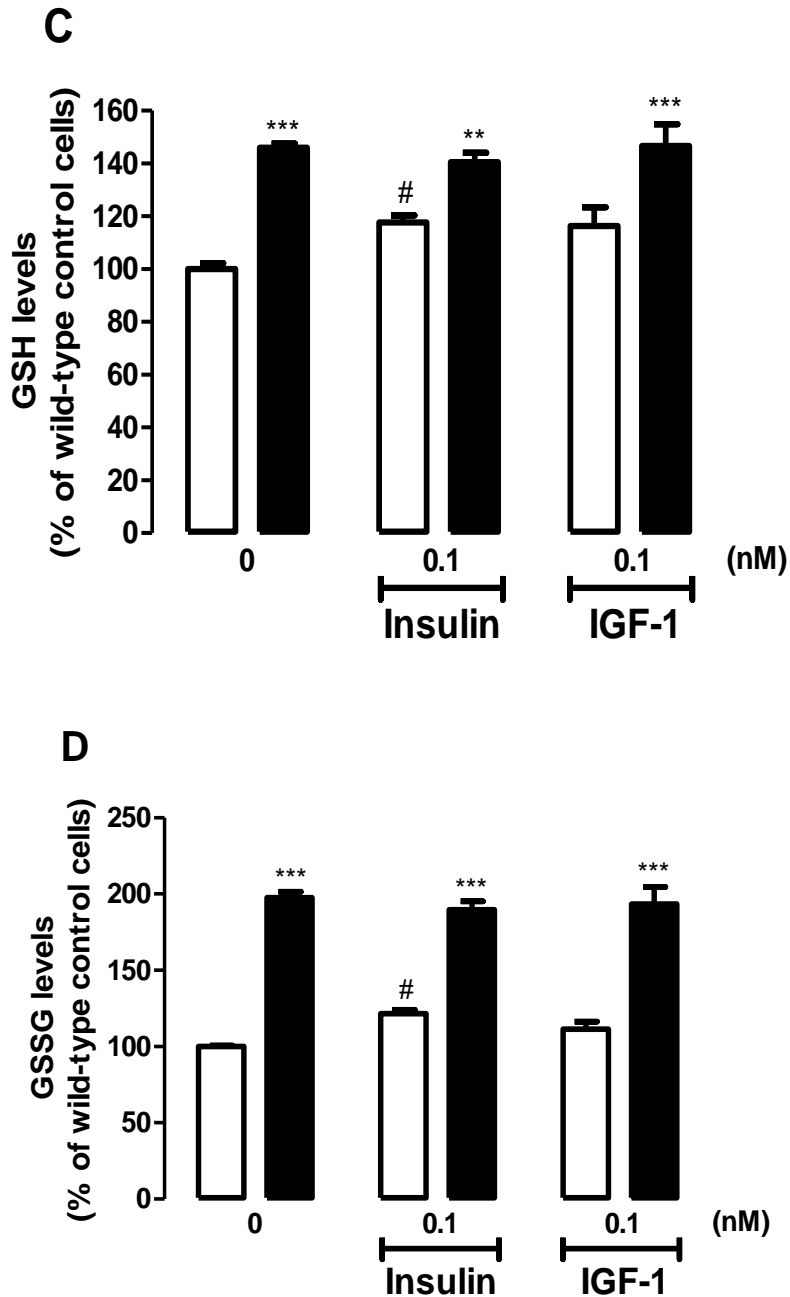 C
GSH levels
(% of wild-type control cells)
160
140
120
100
80
60
40
20
0
***
#
**
***
0
0.1
0.1
(nM)
Insulin
IGF-1
D
GSSG levels
(% of wild-type control cells)
250
200
150
100
50
0
***
#
***
***
0
0.1
0.1
(nM)
Insulin
IGF-1